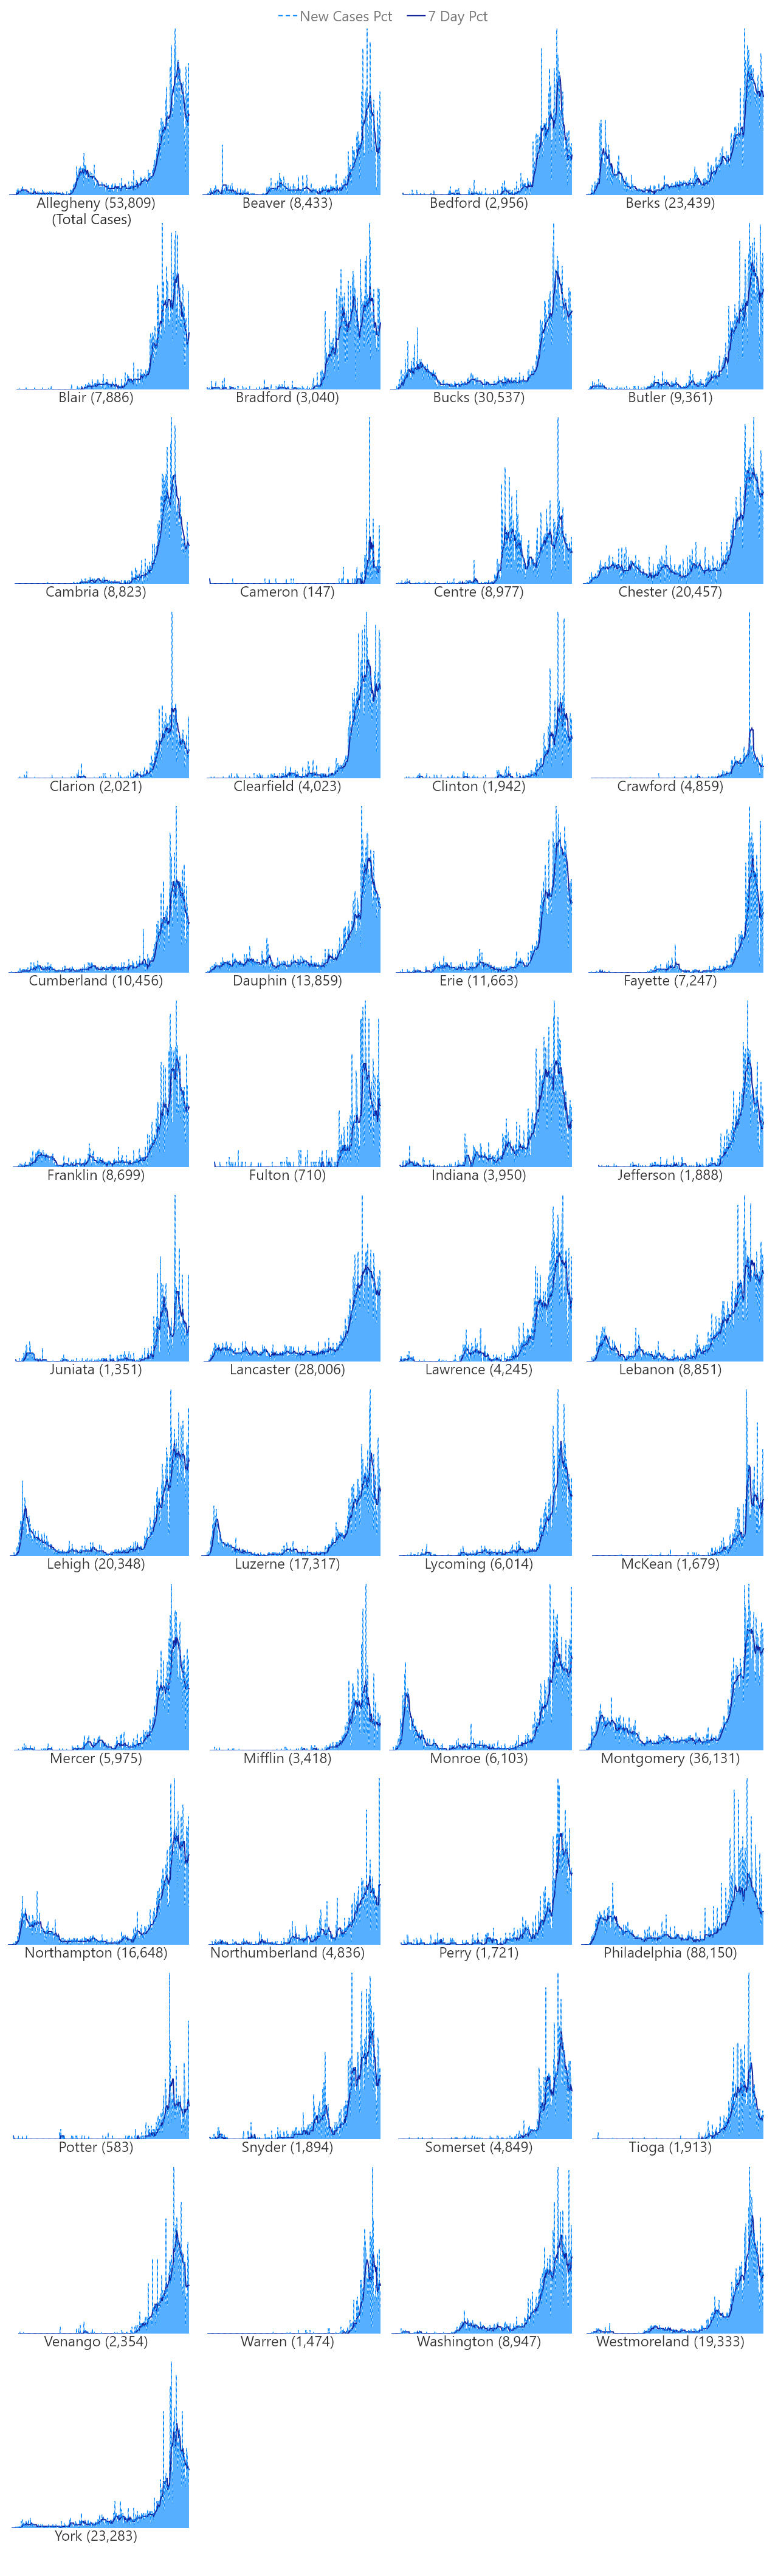 New Cases Pct 7 Day Pct
Allegheny (53,809) Beaver (8,433) Bedford (2,956) Berks (23,439)
(Total Cases)
Blair (7,886) Bradford (3,040) Bucks (30,537) Butler (9,361)
Cambria (8,823) Cameron (147) Centre (8,977) Chester (20,457)
Clarion (2,021) Clearfield (4,023) Clinton (1,942) Crawford (4,859)
Cumberland (10,456) Dauphin (13,859) Erie (11,663) Fayette (7,247)
Franklin (8,699) Fulton (710) Indiana (3,950) Jefferson (1,888)
Juniata (1,351) Lancaster (28,006) Lawrence (4,245) Lebanon (8,851)
Lehigh (20,348) Luzerne (17,317) Lycoming (6,014) McKean (1,679)
Mercer (5,975) Mifflin (3,418) Monroe (6,103) Montgomery (36,131)
Northampton (16,648) Northumberland (4,836) Perry (1,721) Philadelphia (88,150)
Potter (583) Snyder (1,894) Somerset (4,849) Tioga (1,913)
Venango (2,354) Warren (1,474) Washington (8,947) Westmoreland (19,333)
York (23,283)